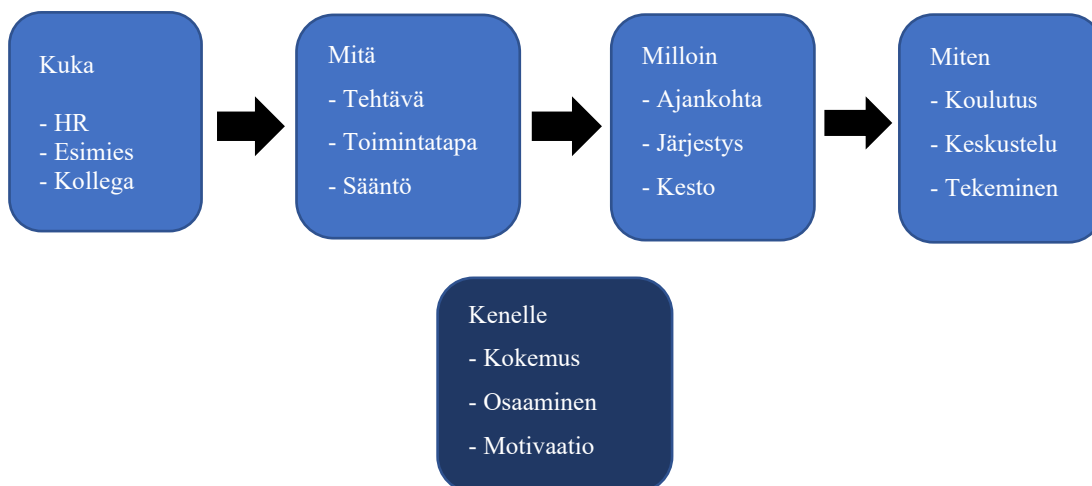 Kuka
- HR
- Esimies
- Kollega
Mitä
- Tehtävä
- Toimintatapa
- Sääntö
Milloin
- Ajankohta
- Järjestys
- Kesto
Miten
- Koulutus
- Keskustelu
- Tekeminen
Kenelle
- Kokemus
- Osaaminen
- Motivaatio